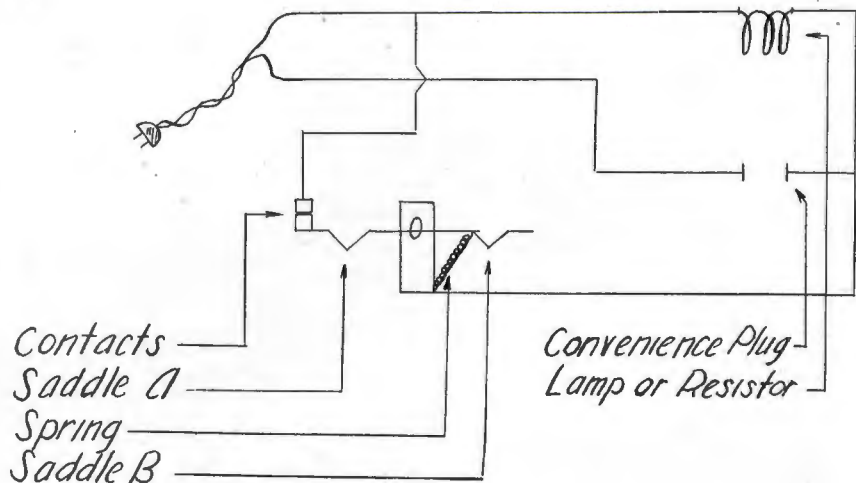 Contacts
Saddle A
Spring
Saddle B
Convenience Plug
Lamp or Resistor